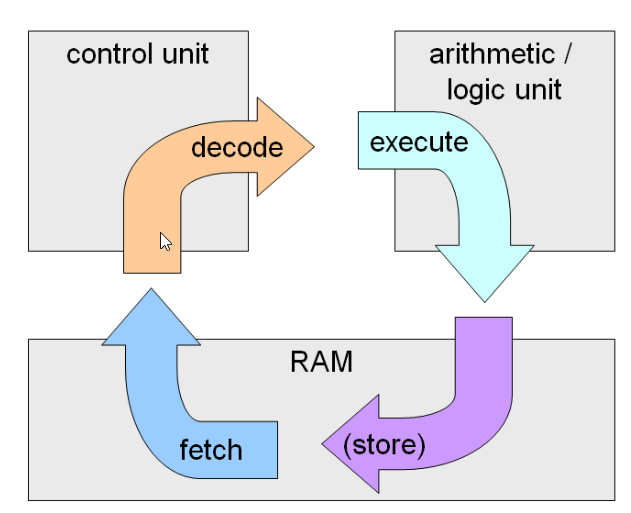 control unit
arithmetic /
logic unit
decode
execute
RAM
fetch
(store)